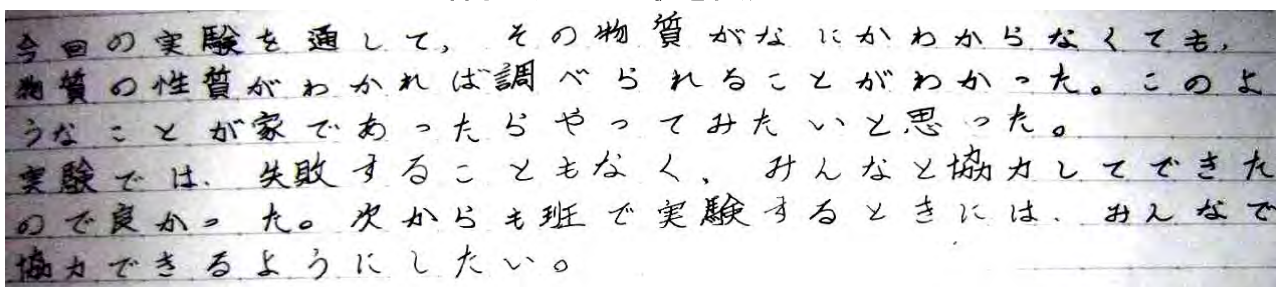 今回の実験を通して、その物質がなにかわからなくても、
物質の性質がわかれば調べられることがわかった。このよ
うなことが家であったらやってみたいと思った。
実験では、失敗することもなく、みんなと協力してできた
ので良かった。次からも班で実験するときには、みんなで
協力できるようにしたい。